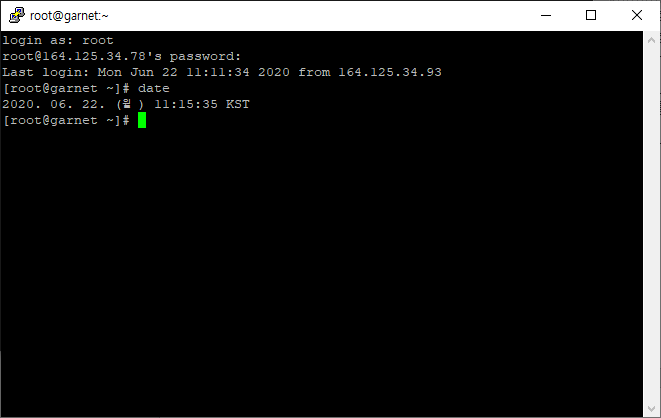 root@garnet:~
login as: root
root@164.125.34.78's password:
Last login: Mon Jun 22 11:11:34 2020 from 164.125.34.93
[root@garnet ~]# date
2020. 06. 22. (월 ) 11:15:35 KST
[root@garnet ~]#